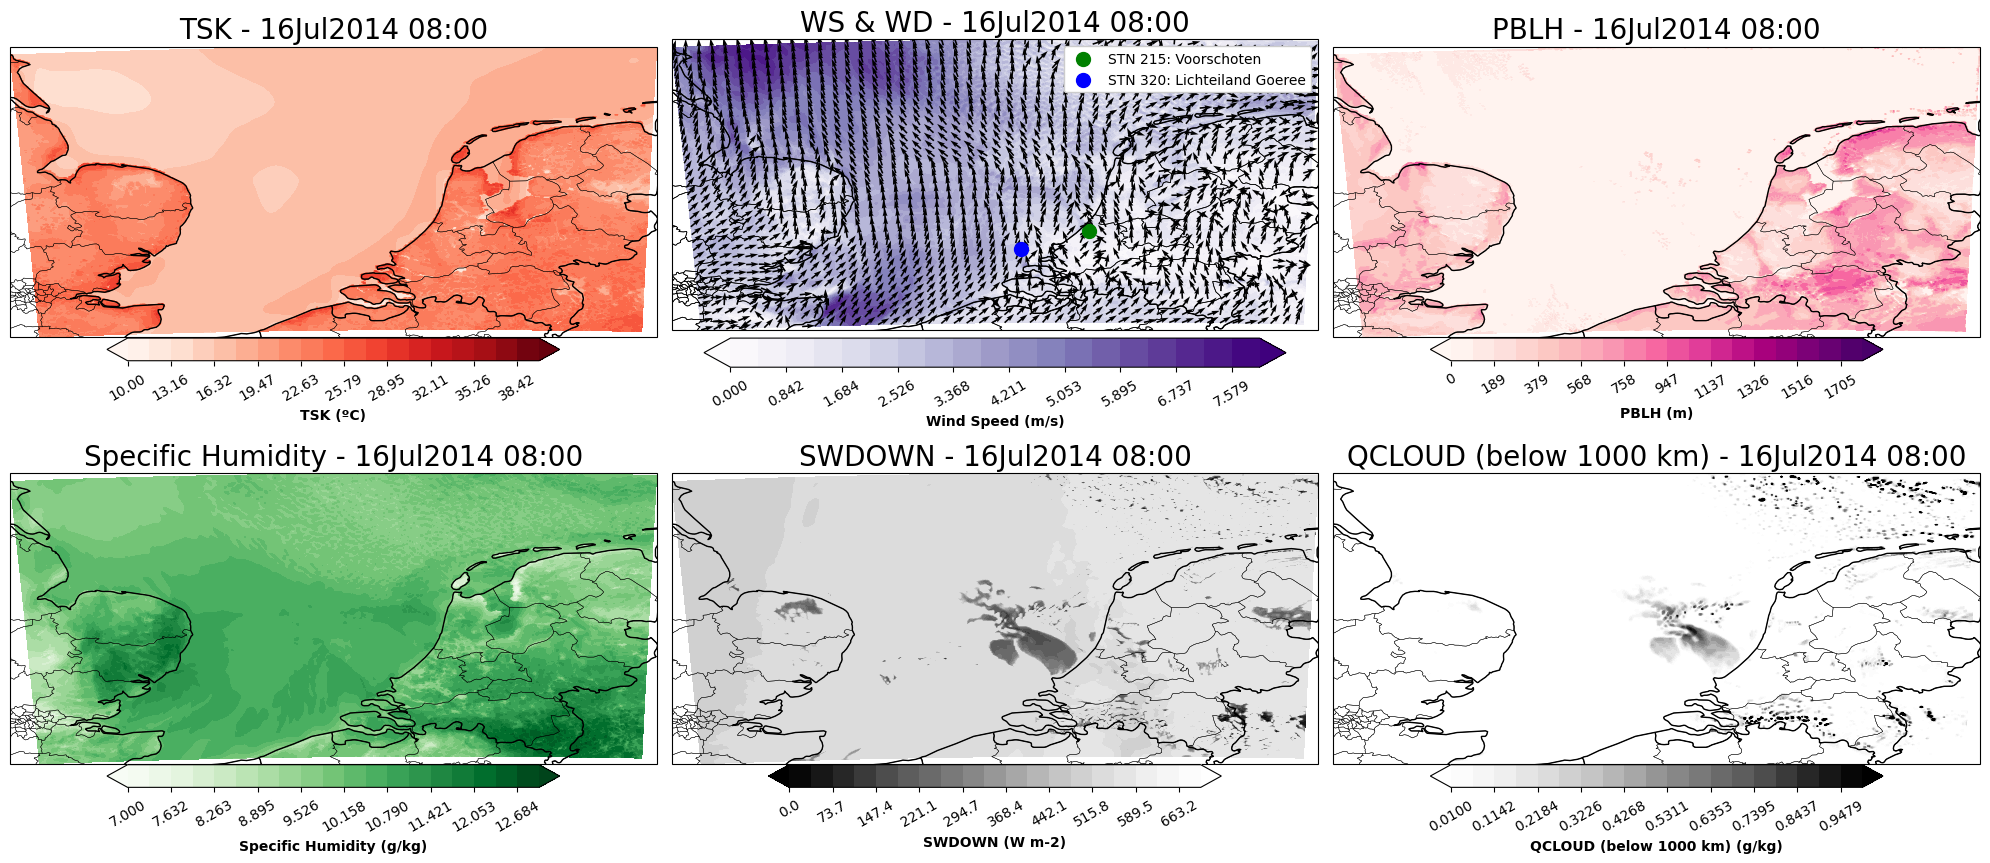 TSK - 16Jul2014 08:00
10.00 13.16 16.32 19.47 22.63 25.79 28.95 32.11 35.26 38.42
TSK (ºC)
WS & WD - 16Jul2014 08:00
STN 215: Voorschoten
STN 320: Lichteiland Goeree
0.000 0.842 1.684 2.526 3.368 4.211 5.053 5.895 6.737 7.579
Wind Speed (m/s)
PBLH - 16Jul2014 08:00
0 189 379 568 758 947 1137 1326 1516 1705
PBLH (m)
Specific Humidity - 16Jul2014 08:00
7.000 7.632 8.263 8.895 9.526 10.158 10.790 11.421 12.053 12.684
Specific Humidity (g/kg)
SWDOWN - 16Jul2014 08:00
0.0 73.7 147.4 221.1 294.7 368.4 442.1 515.8 589.5 663.2
SWDOWN (W m-2)
QCLOUD (below 1000 km) - 16Jul2014 08:00
0.0100 0.1142 0.2184 0.3226 0.4268 0.5311 0.6353 0.7395 0.8437 0.9479
QCLOUD (below 1000 km) (g/kg)